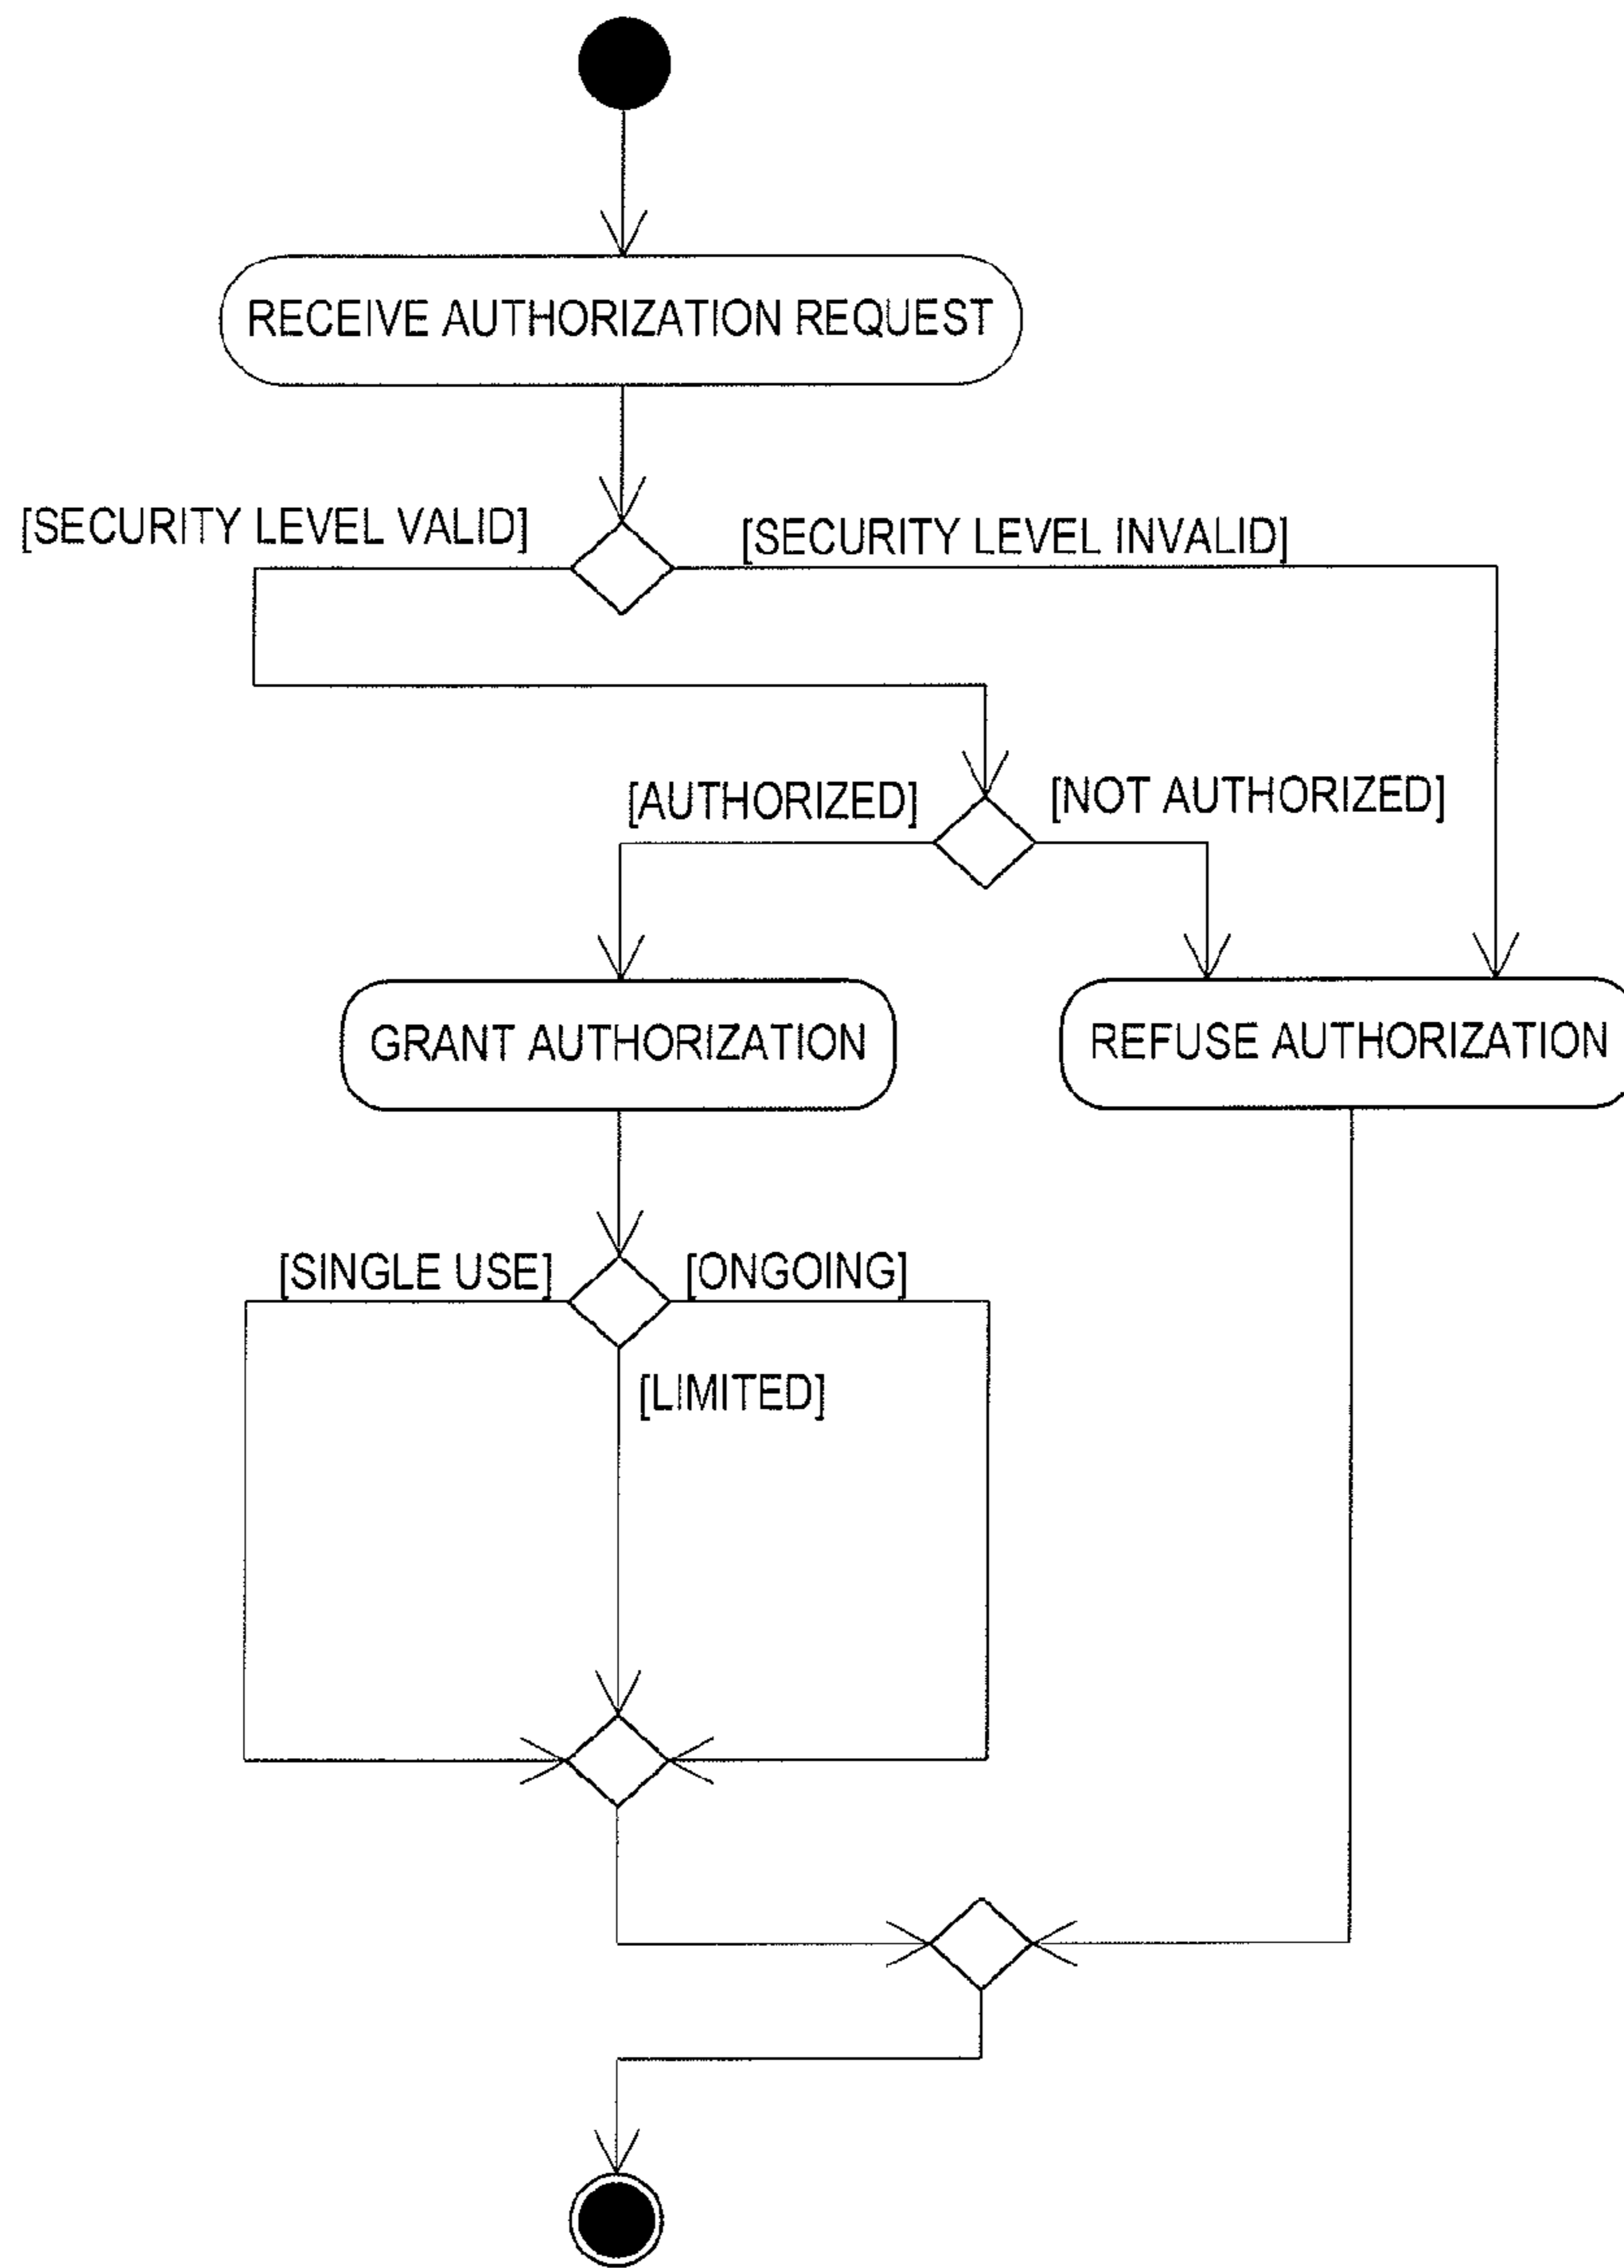 RECEIVE AUTHORIZATION REQUEST
[SECURITY LEVEL VALID]
[SECURITY LEVEL INVALID]
[AUTHORIZED]
[NOT AUTHORIZED]
GRANT AUTHORIZATION
REFUSE AUTHORIZATION
[SINGLE USE]
[ONGOING]
[LIMITED]